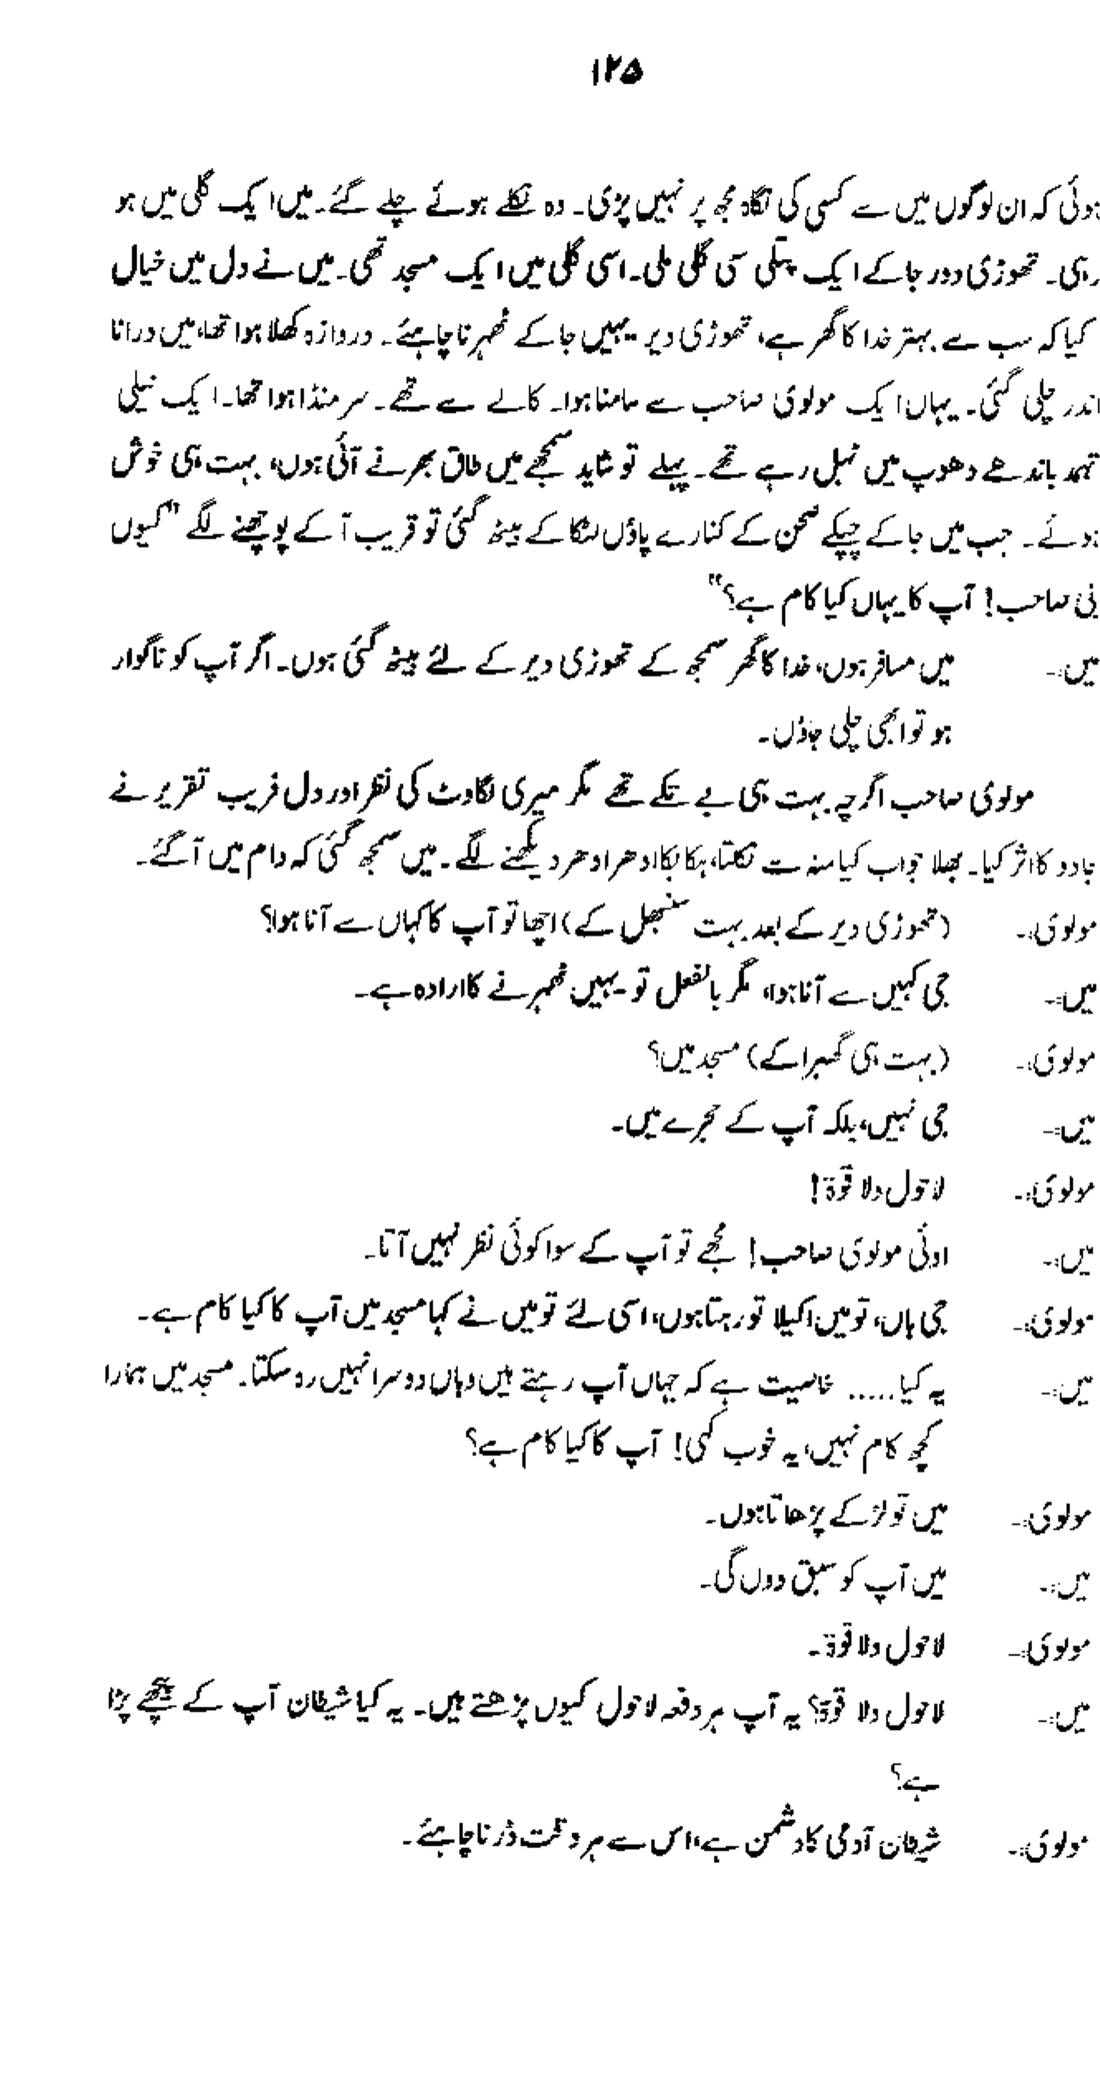 ۱۲۵
ہوئی کہ ان لوگوں میں سے کسی کی نگاہ مجھ پر نہیں پڑی۔ وہ نکلے ہوئے چلے گئے۔ میں ایک گلی میں ہو
رہی۔ تھوڑی دور جا کے ایک پتلی سی گلی ملی۔ اسی گلی میں ایک مسجد تھی۔ میں نے دل میں خیال
کیا کہ سب سے بہتر خدا کا گھر ہے، تھوڑی دیر یہیں جا کے ٹھہرنا چاہئے۔ دروازہ کھلا ہوا تھا، میں درانا
اندر چلی گئی۔ یہاں ایک مولوی صاحب سے سامنا ہوا۔ کالے سے تھے۔ سر منڈا ہوا تھا۔ ایک نیلی
تہمد باندھے دھوپ میں ٹہل رہے تھے۔ پہلے تو شاید سمجھے میں طاق بھرنے آئی ہوں، بہت ہی خوش
ہوئے۔ جب میں جا کے چپکے صحن کے کنارے پاؤں لٹکا کے بیٹھ گئی تو قریب آ کے پوچھنے لگے "کیوں
بی صاحب! آپ کا یہاں کیا کام ہے؟"
میں:۔ میں مسافر ہوں، خدا کا گھر سمجھ کے تھوڑی دیر کے لئے بیٹھ گئی ہوں۔ اگر آپ کو ناگوار
ہو تو ابھی چلی جاؤں۔
مولوی صاحب اگرچہ بہت ہی بے تکے تھے مگر میری لگاوٹ کی نظر اور دل فریب تقریر نے
جادو کا اثر کیا۔ بھلا جواب کیا منہ سے نکلتا، ہکا بکا ادھر ادھر دیکھنے لگے۔ میں سمجھ گئی کہ دام میں آ گئے۔
مولوی:۔ (تھوڑی دیر کے بعد بہت سنبھل کے) اچھا تو آپ کا کہاں سے آنا ہوا؟
میں:۔ جی کہیں سے آنا ہوا، مگر بالفعل تو یہیں ٹھہرنے کا ارادہ ہے۔
مولوی:۔ (بہت ہی گھبرا کے) مسجد میں؟
میں:۔ جی نہیں، بلکہ آپ کے حجرے میں۔
مولوی:۔ لاحول ولا قوۃ!
میں:۔ اوئی مولوی صاحب! مجھے تو آپ کے سوا کوئی نظر نہیں آتا۔
مولوی:۔ جی ہاں، تو میں اکیلا تو رہتا ہوں، اسی لئے تو میں نے کہا مسجد میں آپ کا کیا کام ہے۔
میں:۔ یہ کیا..... خاصیت ہے کہ جہاں آپ رہتے ہیں وہاں دوسرا نہیں رہ سکتا۔ مسجد میں ہمارا
کچھ کام نہیں، یہ خوب کہی! آپ کا کیا کام ہے؟
مولوی:۔ میں تو لڑکے پڑھاتا ہوں۔
میں:۔ میں آپ کو سبق دوں گی۔
مولوی:۔ لاحول ولا قوۃ۔
میں:۔ لاحول ولا قوۃ؟ یہ آپ ہر دفعہ لاحول کیوں پڑھتے ہیں۔ یہ کیا شیطان آپ کے پیچھے پڑا
ہے؟
مولوی:۔ شیطان آدمی کا دشمن ہے، اس سے ہر وقت ڈرنا چاہئے۔